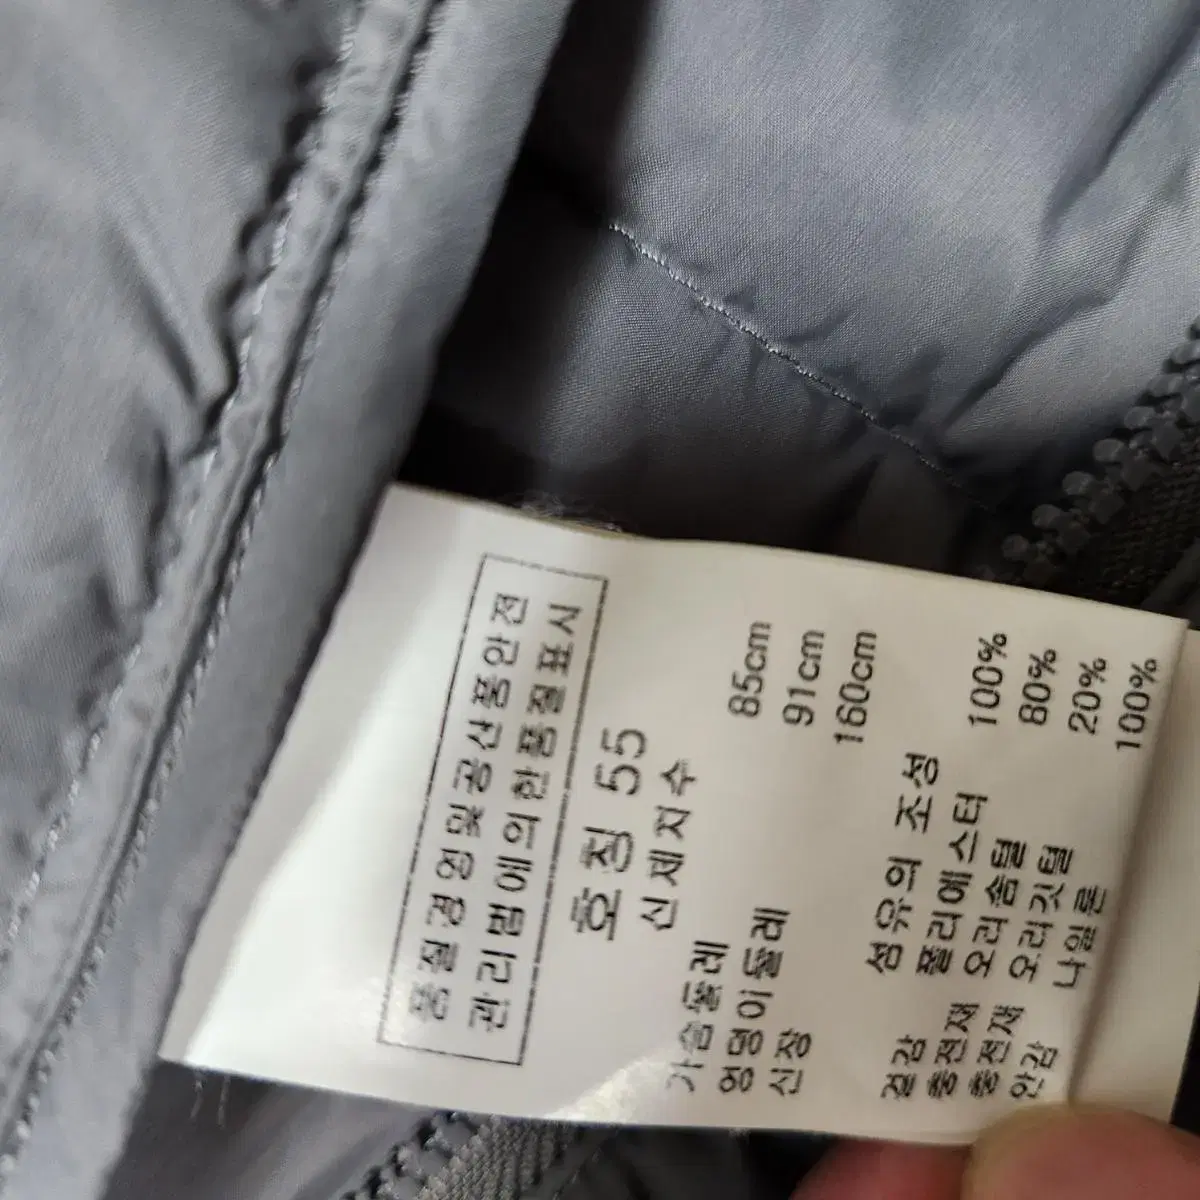 품질경영및공산품안전
관리법에의한품질표시
호칭 55
신체치수
가슴둘레 85cm
엉덩이둘레 91cm
신장 160cm
섬유의 조성
겉감 폴리에스터 100%
충전재 오리솜털 80%
충전재 오리깃털 20%
안감 나일론 100%